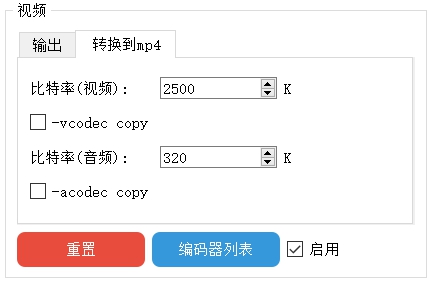 视频
输出 转换到mp4
比特率(视频): 2500 K
-vcodec copy
比特率(音频): 320 K
-acodec copy
重置 编码器列表 启用